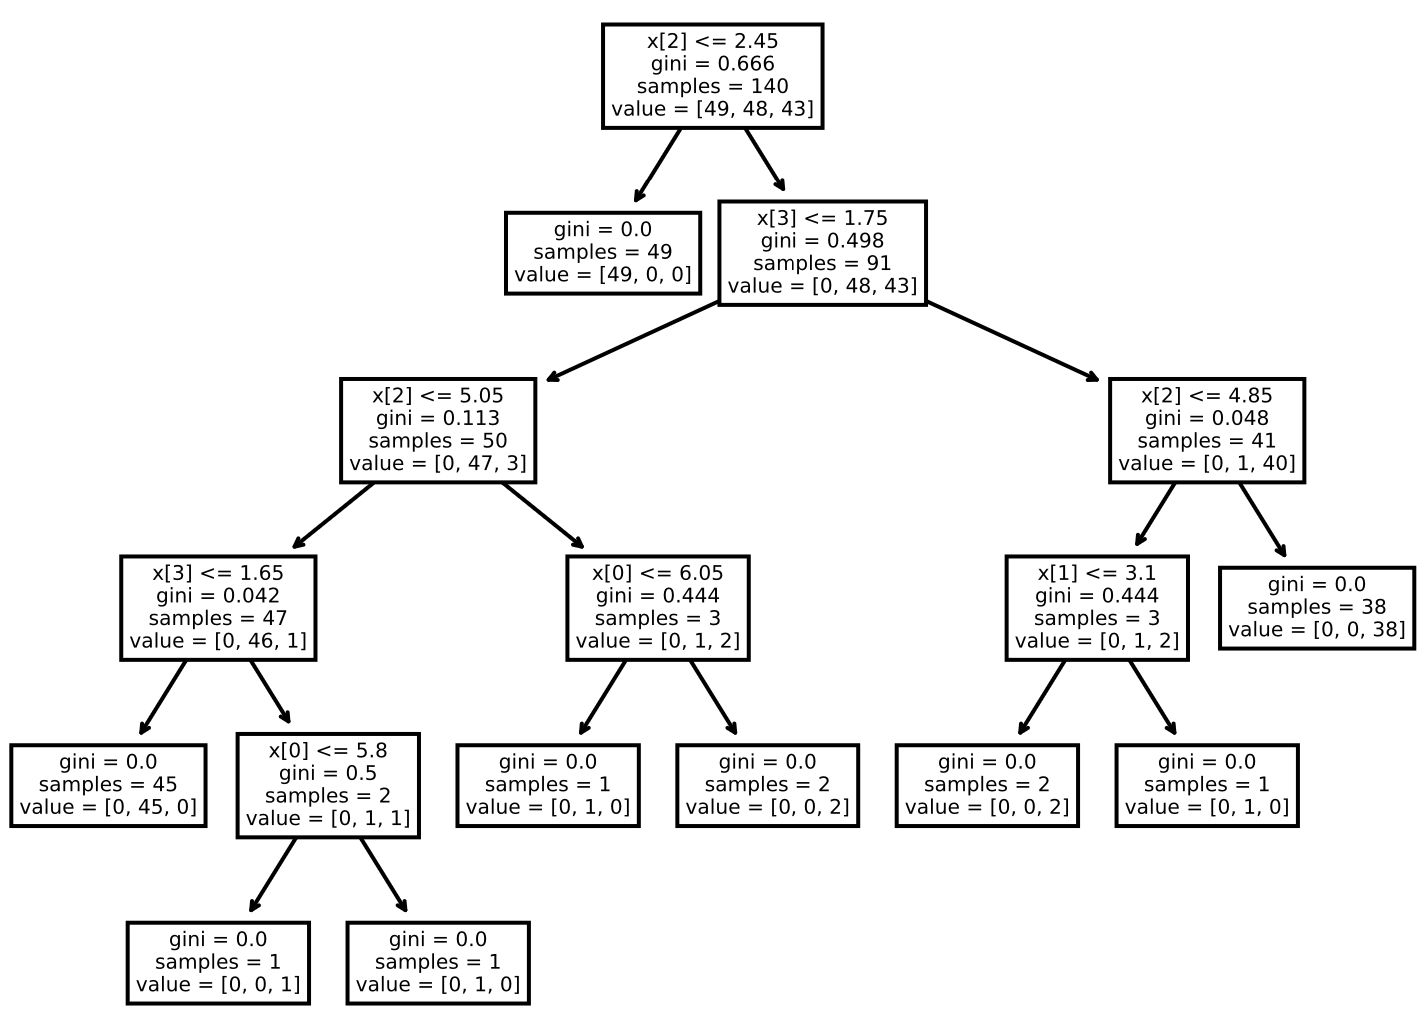 x[2] <= 2.45
gini = 0.666
samples = 140
value = [49, 48, 43]
gini = 0.0
samples = 49
value = [49, 0, 0]
x[3] <= 1.75
gini = 0.498
samples = 91
value = [0, 48, 43]
x[2] <= 5.05
gini = 0.113
samples = 50
value = [0, 47, 3]
x[2] <= 4.85
gini = 0.048
samples = 41
value = [0, 1, 40]
x[3] <= 1.65
gini = 0.042
samples = 47
value = [0, 46, 1]
x[0] <= 6.05
gini = 0.444
samples = 3
value = [0, 1, 2]
x[1] <= 3.1
gini = 0.444
samples = 3
value = [0, 1, 2]
gini = 0.0
samples = 38
value = [0, 0, 38]
gini = 0.0
samples = 45
value = [0, 45, 0]
x[0] <= 5.8
gini = 0.5
samples = 2
value = [0, 1, 1]
gini = 0.0
samples = 1
value = [0, 1, 0]
gini = 0.0
samples = 2
value = [0, 0, 2]
gini = 0.0
samples = 2
value = [0, 0, 2]
gini = 0.0
samples = 1
value = [0, 1, 0]
gini = 0.0
samples = 1
value = [0, 0, 1]
gini = 0.0
samples = 1
value = [0, 1, 0]